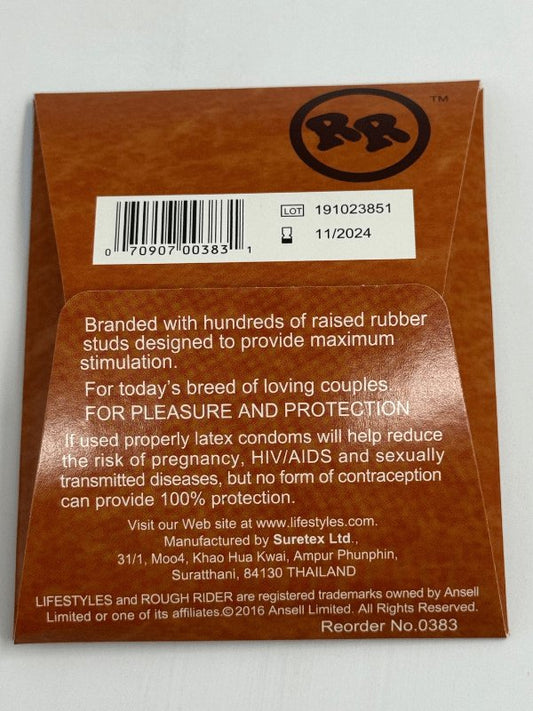 RR ™
LOT 191023851
11/2024
0 70907 00383 1
Branded with hundreds of raised rubber
studs designed to provide maximum
stimulation.
For today's breed of loving couples.
FOR PLEASURE AND PROTECTION
If used properly latex condoms will help reduce
the risk of pregnancy, HIV/AIDS and sexually
transmitted diseases, but no form of contraception
can provide 100% protection.
Visit our Web site at www.lifestyles.com.
Manufactured by Suretex Ltd.,
31/1, Moo4, Khao Hua Kwai, Ampur Phunphin,
Suratthani, 84130 THAILAND
LIFESTYLES and ROUGH RIDER are registered trademarks owned by Ansell
Limited or one of its affiliates.©2016 Ansell Limited. All Rights Reserved.
Reorder No.0383